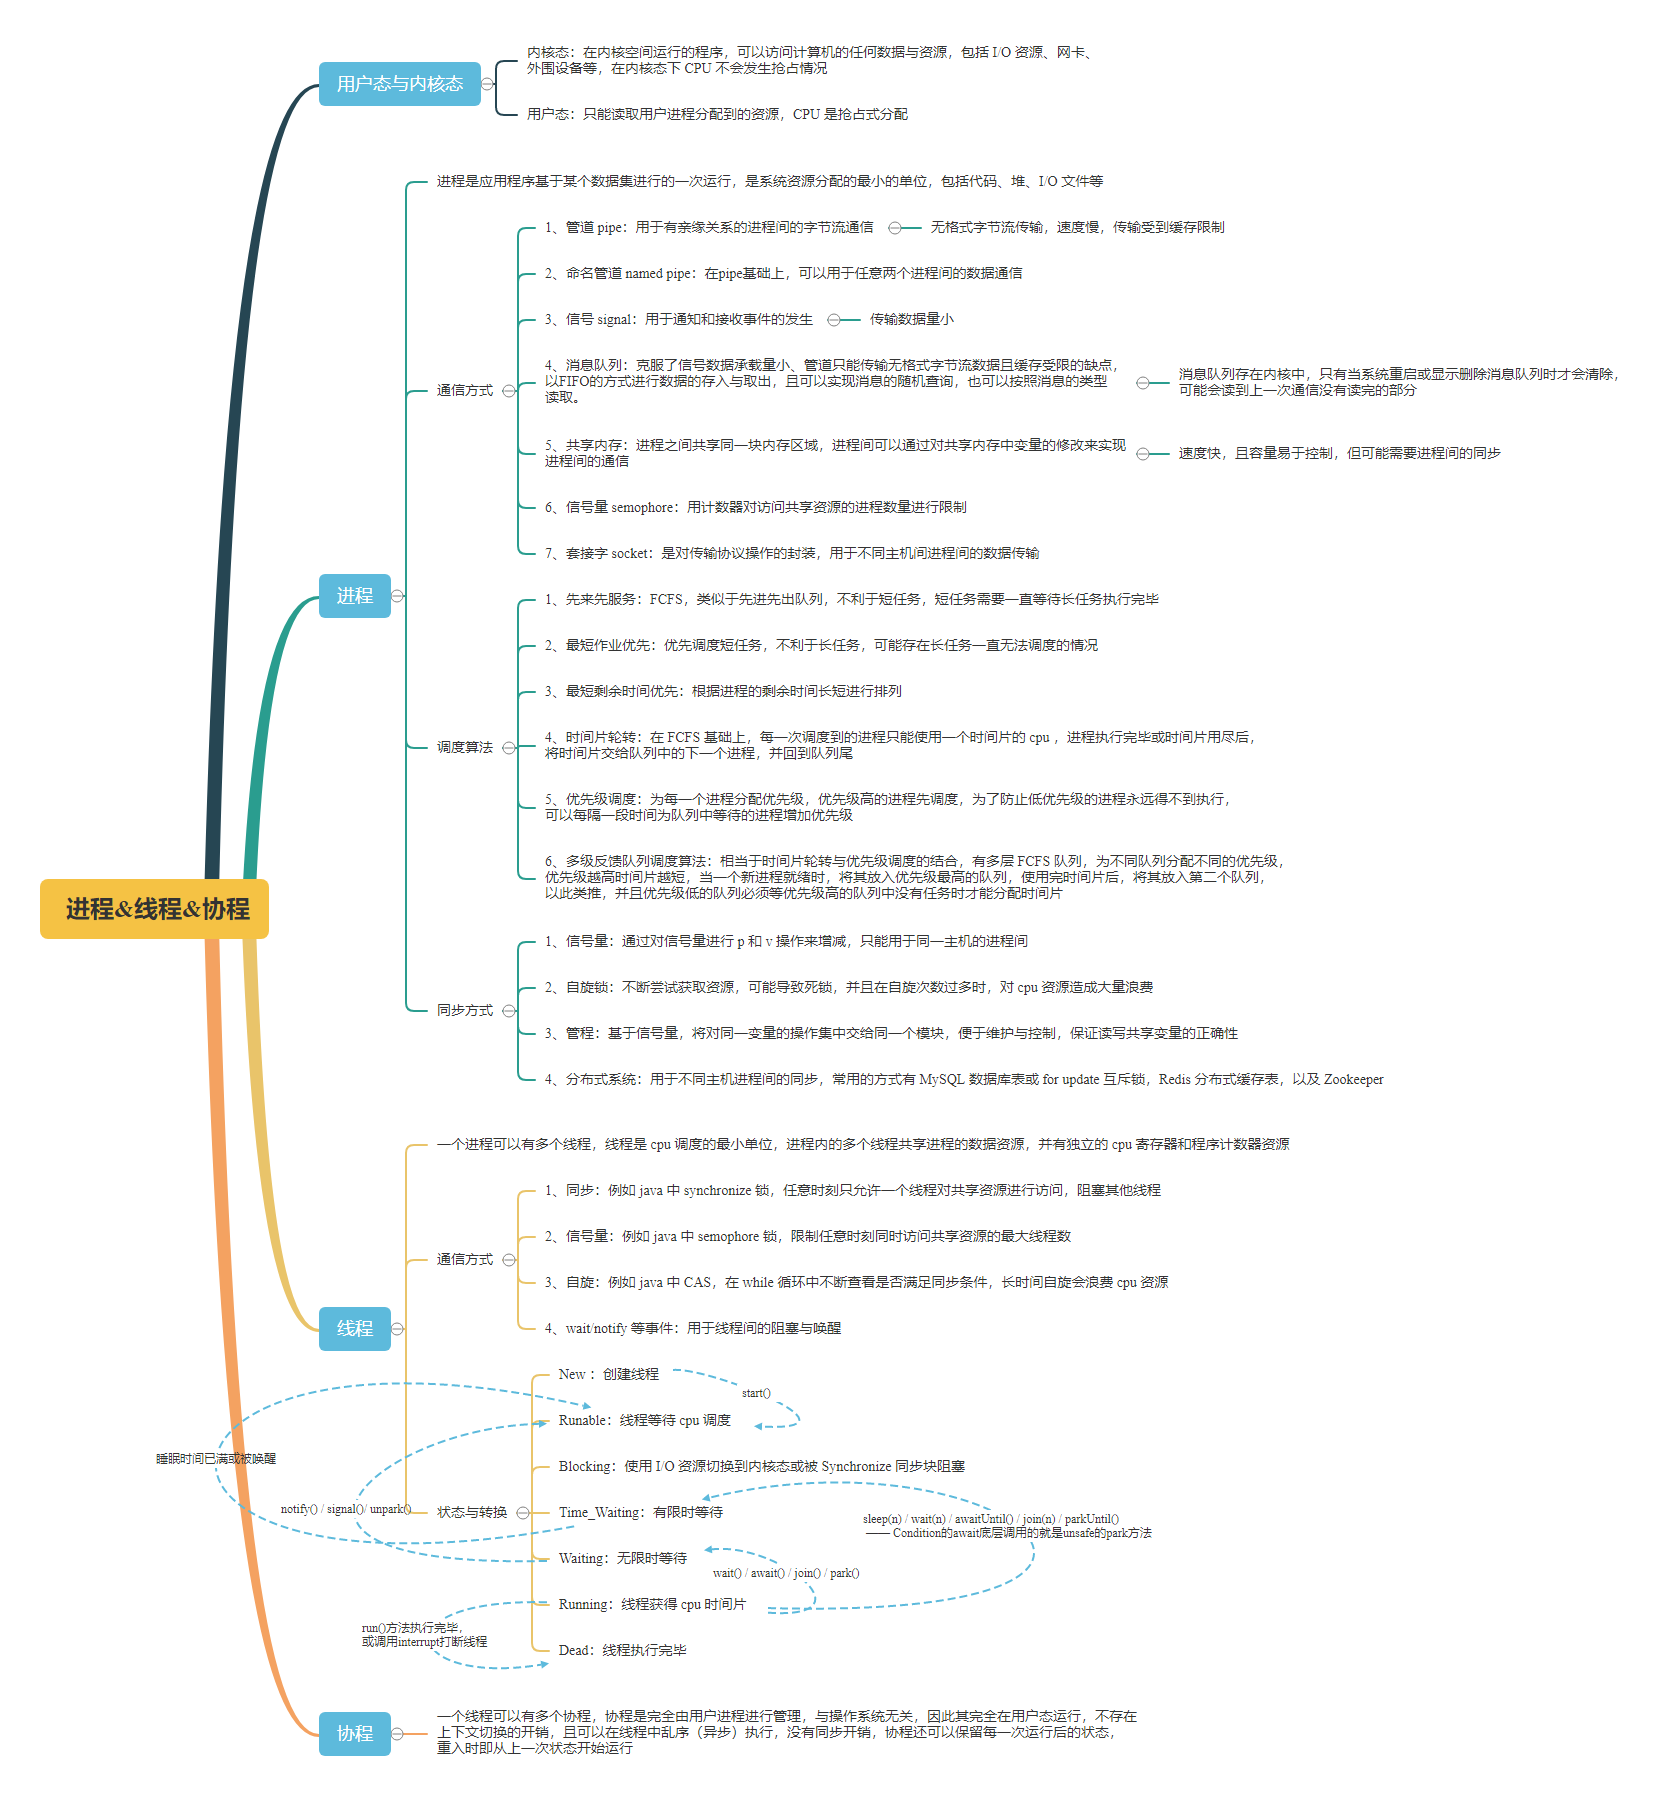 用户态与内核态
内核态：在内核空间运行的程序，可以访问计算机的任何数据与资源，包括 I/O 资源、网卡、
外围设备等，在内核态下 CPU 不会发生抢占情况
用户态：只能读取用户进程分配到的资源，CPU 是抢占式分配
进程
进程是应用程序基于某个数据集进行的一次运行，是系统资源分配的最小的单位，包括代码、堆、I/O 文件等
通信方式
1、管道 pipe：用于有亲缘关系的进程间的字节流通信
无格式字节流传输，速度慢，传输受到缓存限制
2、命名管道 named pipe：在pipe基础上，可以用于任意两个进程间的数据通信
3、信号 signal：用于通知和接收事件的发生
传输数据量小
4、消息队列：克服了信号数据承载量小、管道只能传输无格式字节流数据且缓存受限的缺点，
以FIFO的方式进行数据的存入与取出，且可以实现消息的随机查询，也可以按照消息的类型
读取。
消息队列存在内核中，只有当系统重启或显示删除消息队列时才会清除，
可能会读到上一次通信没有读完的部分
5、共享内存：进程之间共享同一块内存区域，进程间可以通过对共享内存中变量的修改来实现
进程间的通信
速度快，且容量易于控制，但可能需要进程间的同步
6、信号量 semophore：用计数器对访问共享资源的进程数量进行限制
7、套接字 socket：是对传输协议操作的封装，用于不同主机间进程间的数据传输
调度算法
1、先来先服务：FCFS，类似于先进先出队列，不利于短任务，短任务需要一直等待长任务执行完毕
2、最短作业优先：优先调度短任务，不利于长任务，可能存在长任务一直无法调度的情况
3、最短剩余时间优先：根据进程的剩余时间长短进行排列
4、时间片轮转：在 FCFS 基础上，每一次调度到的进程只能使用一个时间片的 cpu ，进程执行完毕或时间片用尽后，
将时间片交给队列中的下一个进程，并回到队列尾
5、优先级调度：为每一个进程分配优先级，优先级高的进程先调度，为了防止低优先级的进程永远得不到执行，
可以每隔一段时间为队列中等待的进程增加优先级
6、多级反馈队列调度算法：相当于时间片轮转与优先级调度的结合，有多层 FCFS 队列，为不同队列分配不同的优先级，
优先级越高时间片越短，当一个新进程就绪时，将其放入优先级最高的队列，使用完时间片后，将其放入第二个队列，
以此类推，并且优先级低的队列必须等优先级高的队列中没有任务时才能分配时间片
进程&线程&协程
同步方式
1、信号量：通过对信号量进行 p 和 v 操作来增减，只能用于同一主机的进程间
2、自旋锁：不断尝试获取资源，可能导致死锁，并且在自旋次数过多时，对 cpu 资源造成大量浪费
3、管程：基于信号量，将对同一变量的操作集中交给同一个模块，便于维护与控制，保证读写共享变量的正确性
4、分布式系统：用于不同主机进程间的同步，常用的方式有 MySQL 数据库表或 for update 互斥锁，Redis 分布式缓存表，以及 Zookeeper
线程
一个进程可以有多个线程，线程是 cpu 调度的最小单位，进程内的多个线程共享进程的数据资源，并有独立的 cpu 寄存器和程序计数器资源
通信方式
1、同步：例如 java 中 synchronize 锁，任意时刻只允许一个线程对共享资源进行访问，阻塞其他线程
2、信号量：例如 java 中 semophore 锁，限制任意时刻同时访问共享资源的最大线程数
3、自旋：例如 java 中 CAS，在 while 循环中不断查看是否满足同步条件，长时间自旋会浪费 cpu 资源
4、wait/notify 等事件：用于线程间的阻塞与唤醒
状态与转换
New ：创建线程
start()
Runable：线程等待 cpu 调度
睡眠时间已满或被唤醒
Blocking：使用 I/O 资源切换到内核态或被 Synchronize 同步块阻塞
notify() / signal()/ unpark()
Time_Waiting：有限时等待
sleep(n) / wait(n) / awaitUntil() / join(n) / parkUntil()
—— Condition的await底层调用的就是unsafe的park方法
Waiting：无限时等待
wait() / await() / join() / park()
Running：线程获得 cpu 时间片
run()方法执行完毕，
或调用interrupt打断线程
Dead：线程执行完毕
协程
一个线程可以有多个协程，协程是完全由用户进程进行管理，与操作系统无关，因此其完全在用户态运行，不存在
上下文切换的开销，且可以在线程中乱序（异步）执行，没有同步开销，协程还可以保留每一次运行后的状态，
重入时即从上一次状态开始运行